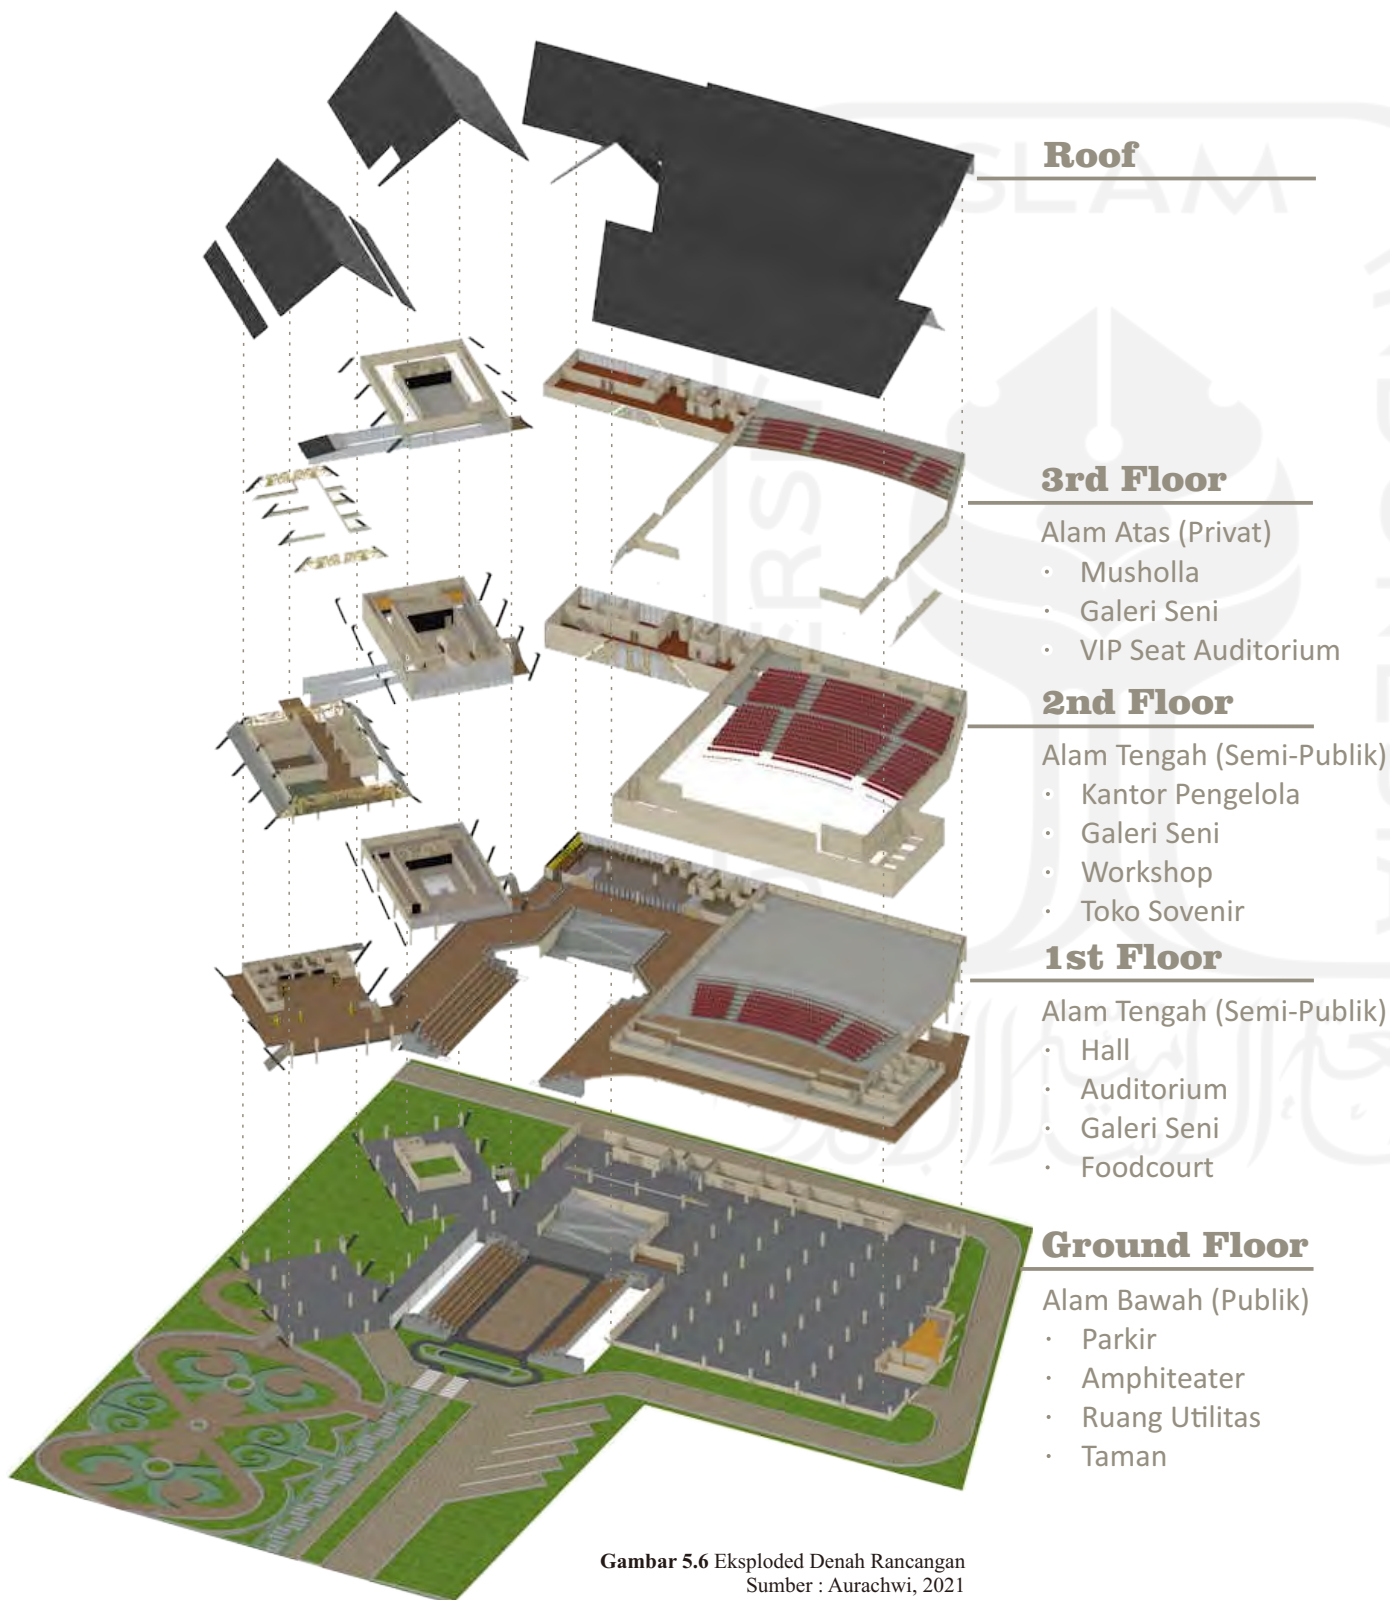 Roof
3rd Floor
Alam Atas (Privat)
· Musholla
· Galeri Seni
· VIP Seat Auditorium
2nd Floor
Alam Tengah (Semi-Publik)
· Kantor Pengelola
· Galeri Seni
· Workshop
· Toko Sovenir
1st Floor
Alam Tengah (Semi-Publik)
· Hall
· Auditorium
· Galeri Seni
· Foodcourt
Ground Floor
Alam Bawah (Publik)
· Parkir
· Amphiteater
· Ruang Utilitas
· Taman
Gambar 5.6 Eksploded Denah Rancangan
Sumber : Aurachwi, 2021
SLAM